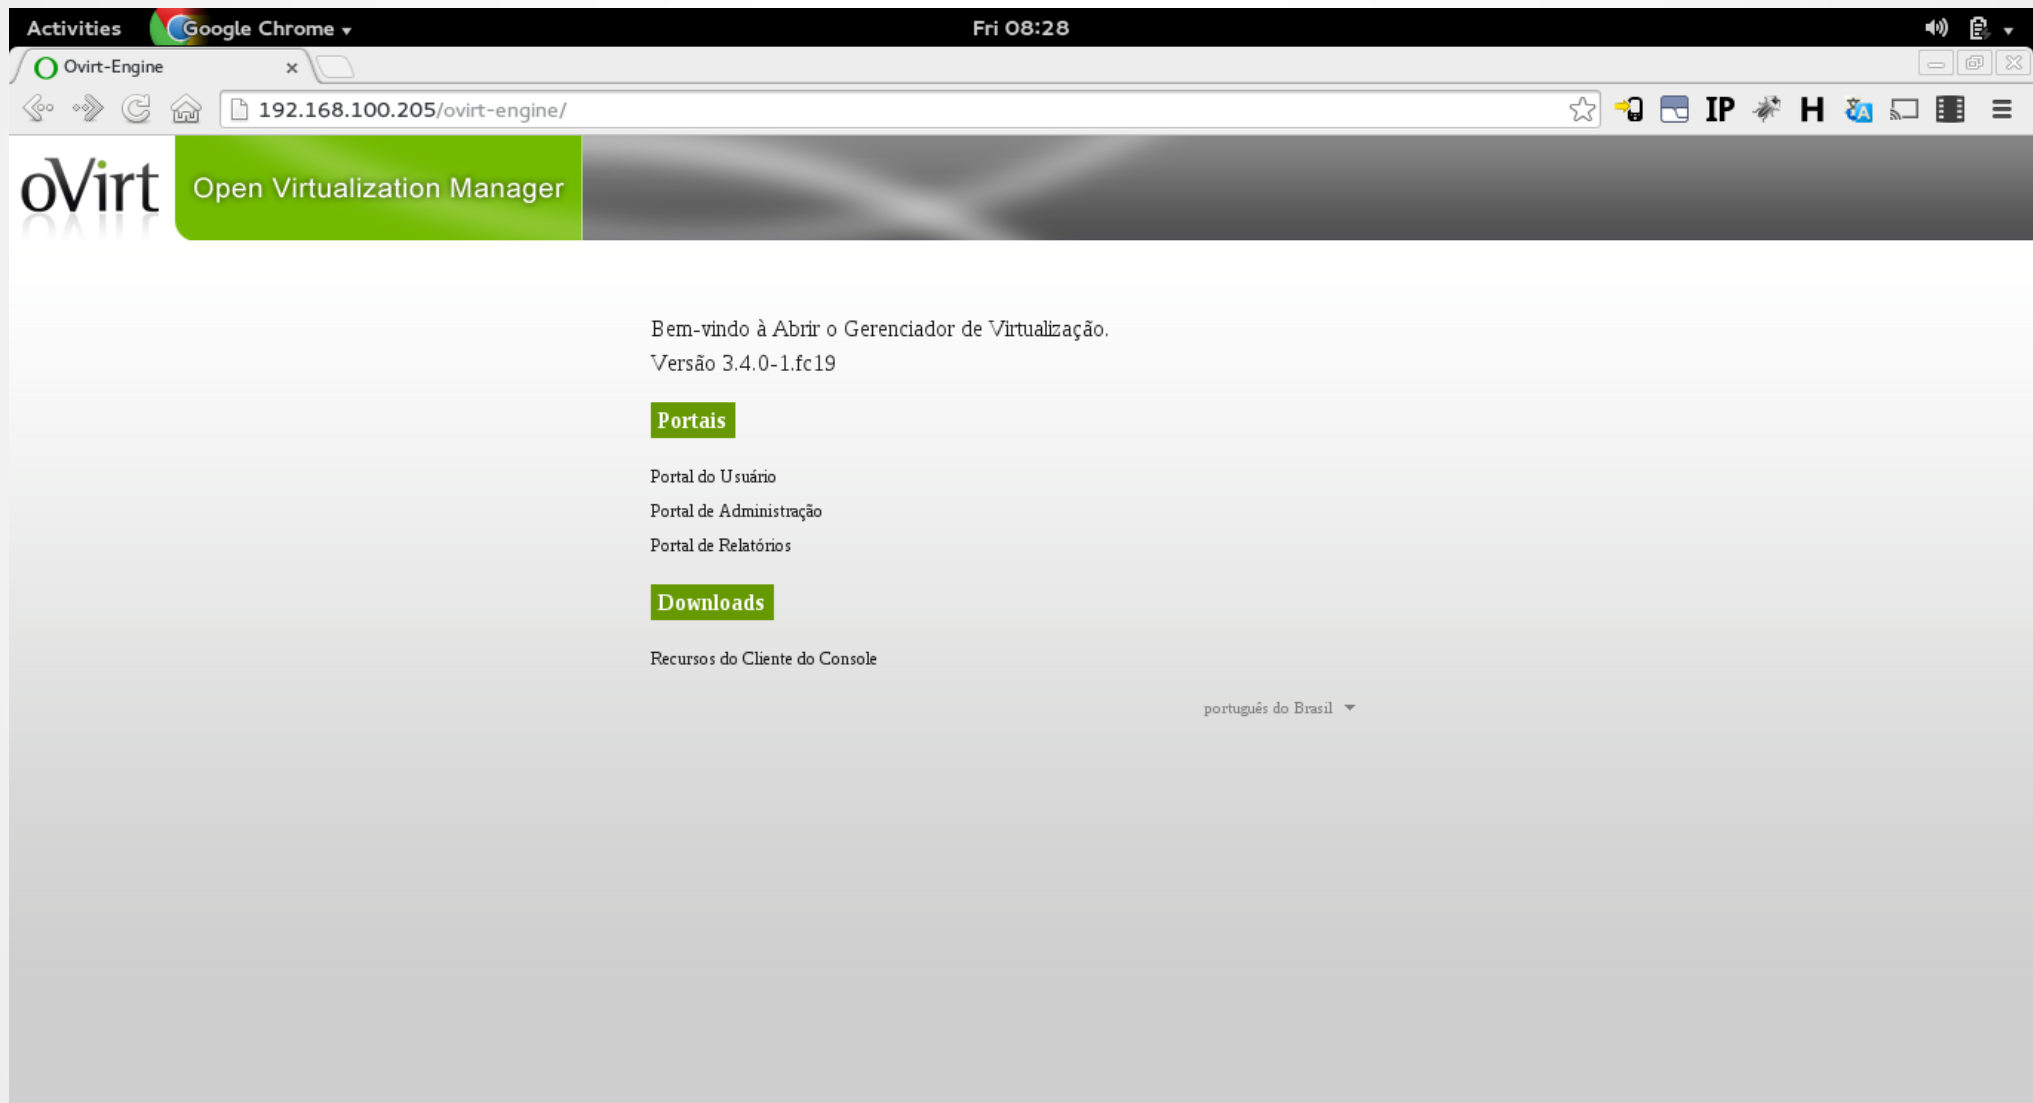 Activities Google Chrome Fri 08:28
Ovirt-Engine
192.168.100.205/ovirt-engine/ IP H
oVirt Open Virtualization Manager
Bem-vindo à Abrir o Gerenciador de Virtualização.
Versão 3.4.0-1.fc19
Portais
Portal do Usuário
Portal de Administração
Portal de Relatórios
Downloads
Recursos do Cliente do Console
português do Brasil